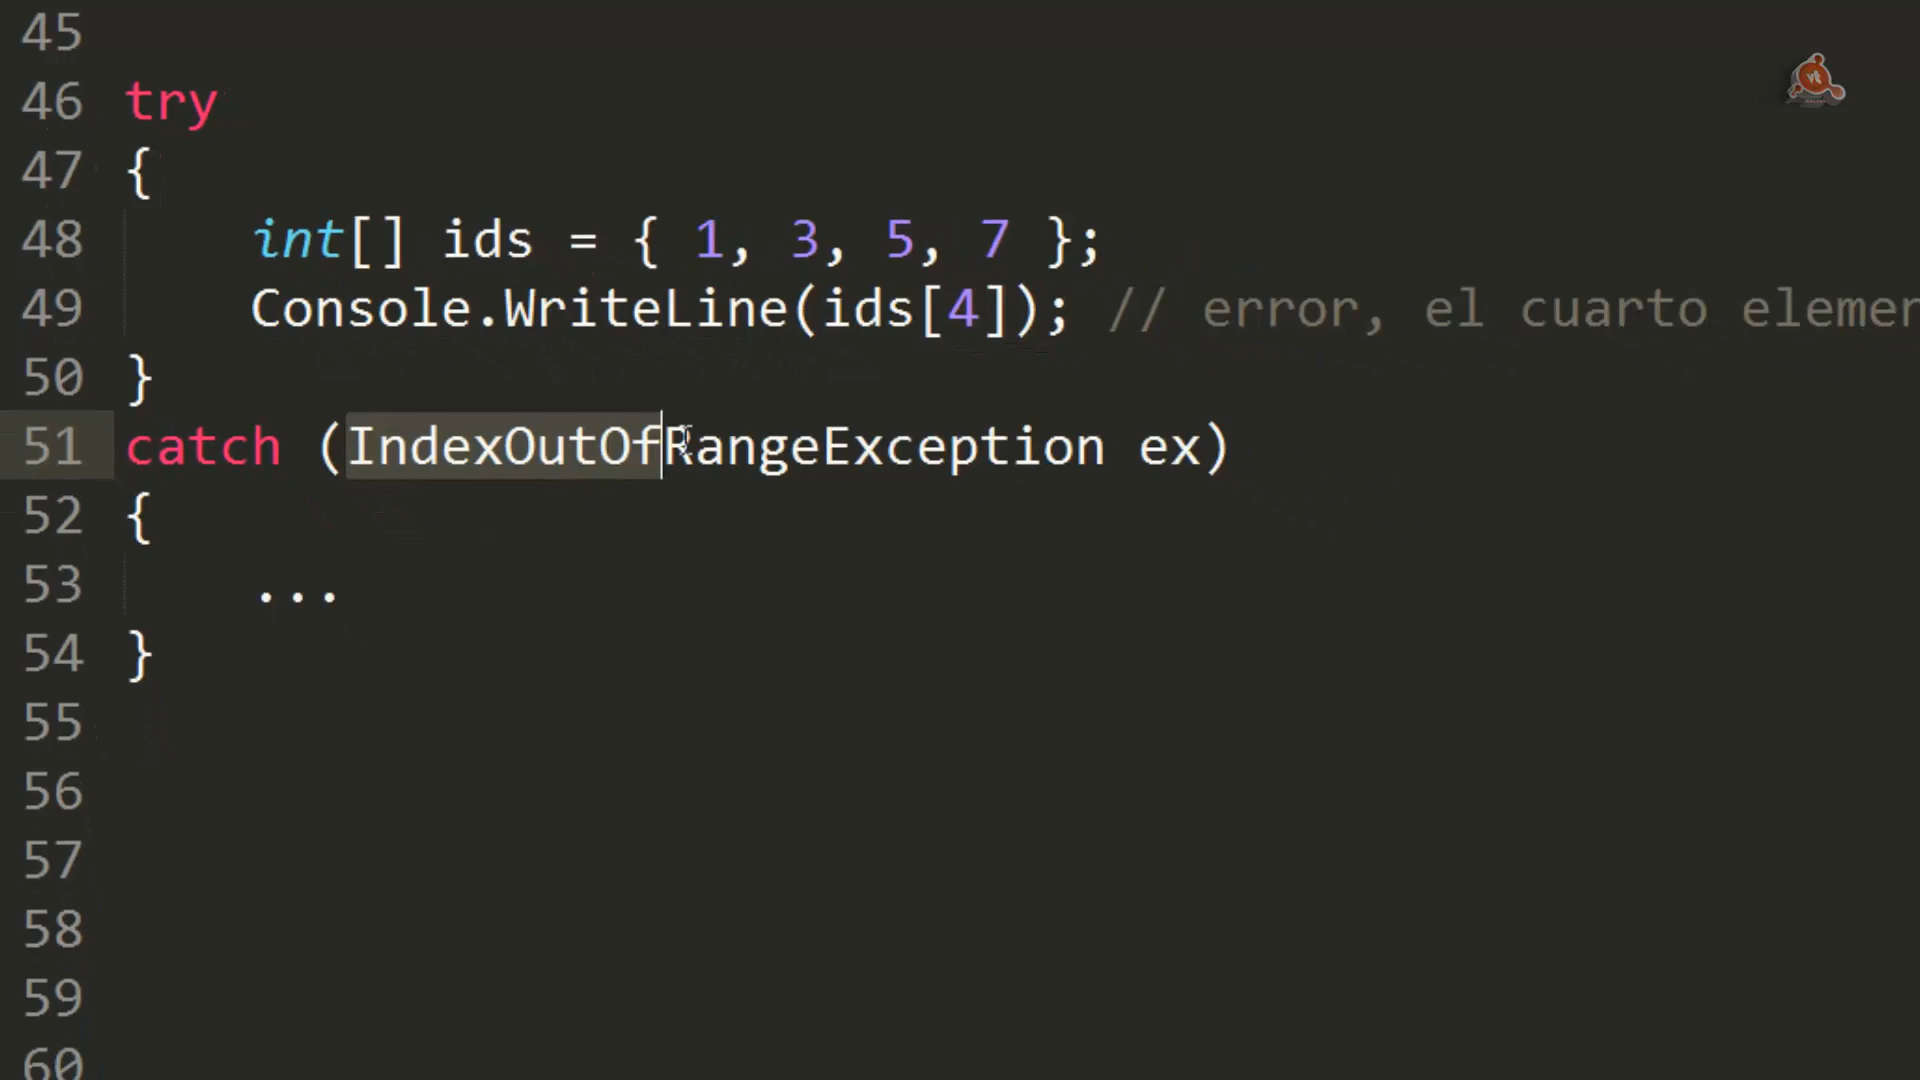 45
46 try
47 {
48 int[] ids = { 1, 3, 5, 7 };
49 Console.WriteLine(ids[4]); // error, el cuarto elemen
50 }
51 catch (IndexOutOfRangeException ex)
52 {
53 ...
54 }
55
56
57
58
59
60
vt